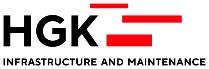 HGK
INFRASTRUCTURE AND MAINTENANCE